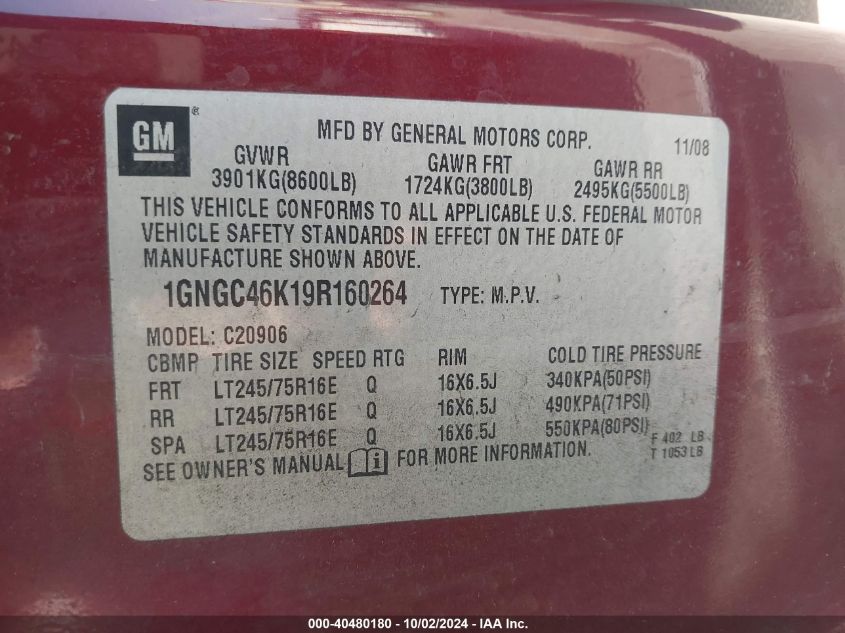 GM ®
MFD BY GENERAL MOTORS CORP. 11/08
GVWR GAWR FRT GAWR RR
3901KG(8600LB) 1724KG(3800LB) 2495KG(5500LB)
THIS VEHICLE CONFORMS TO ALL APPLICABLE U.S. FEDERAL MOTOR
VEHICLE SAFETY STANDARDS IN EFFECT ON THE DATE OF
MANUFACTURE SHOWN ABOVE.
1GNGC46K19R160264 TYPE: M.P.V.
MODEL: C20906
CBMP TIRE SIZE SPEED RTG RIM COLD TIRE PRESSURE
FRT LT245/75R16E Q 16X6.5J 340KPA(50PSI)
RR LT245/75R16E Q 16X6.5J 490KPA(71PSI)
SPA LT245/75R16E Q 16X6.5J 550KPA(80PSI)
F 402 LB
T 1053 LB
SEE OWNER'S MANUAL i FOR MORE INFORMATION.
000-40480180 - 10/02/2024 - IAA Inc.